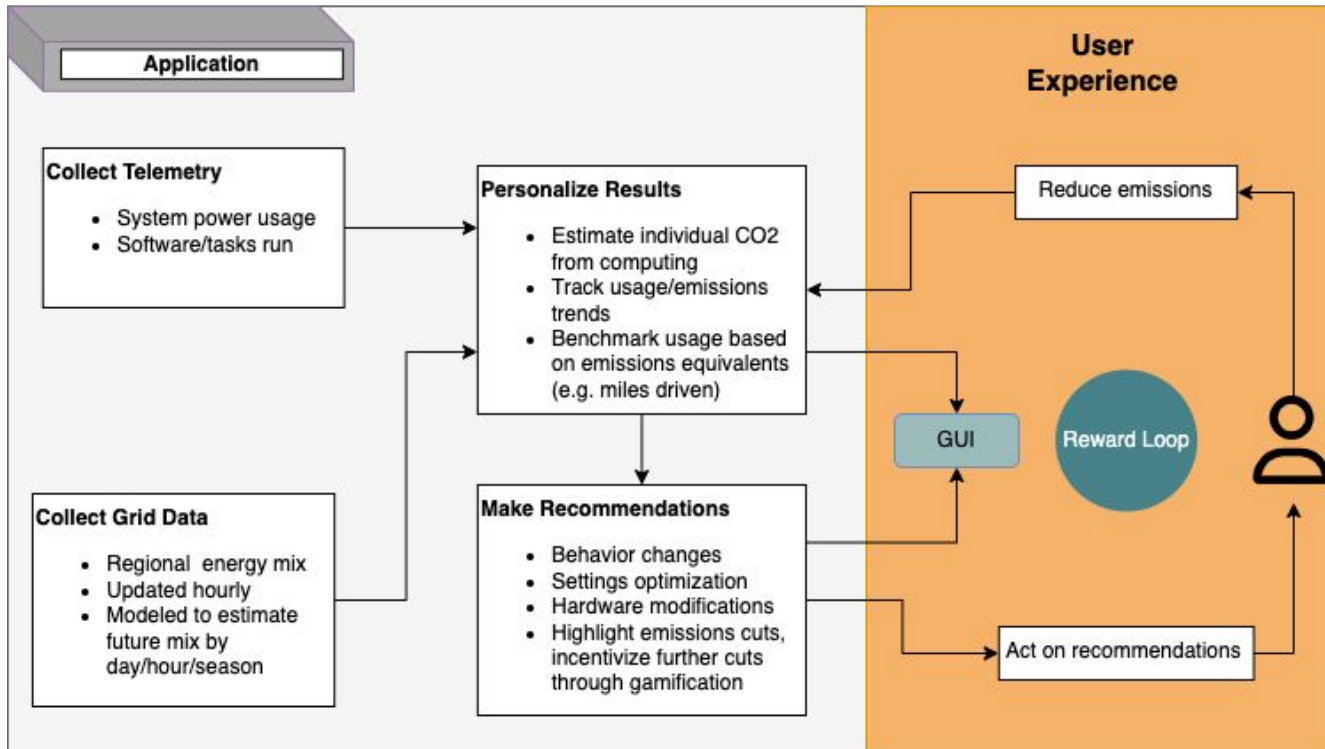 Application
User
Experience
Collect Telemetry
• System power usage
• Software/tasks run
Personalize Results
• Estimate individual CO2
from computing
• Track usage/emissions
trends
• Benchmark usage based
on emissions equivalents
(e.g. miles driven)
Reduce emissions
GUI
Reward Loop
Collect Grid Data
• Regional energy mix
• Updated hourly
• Modeled to estimate
future mix by
day/hour/season
Make Recommendations
• Behavior changes
• Settings optimization
• Hardware modifications
• Highlight emissions cuts,
incentivize further cuts
through gamification
Act on recommendations